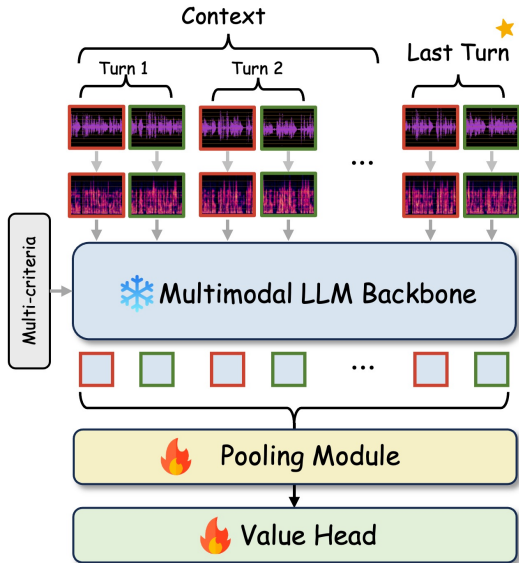 Context
Last Turn
Turn 1
Turn 2
...
Multi-criteria
Multimodal LLM Backbone
...
Pooling Module
Value Head